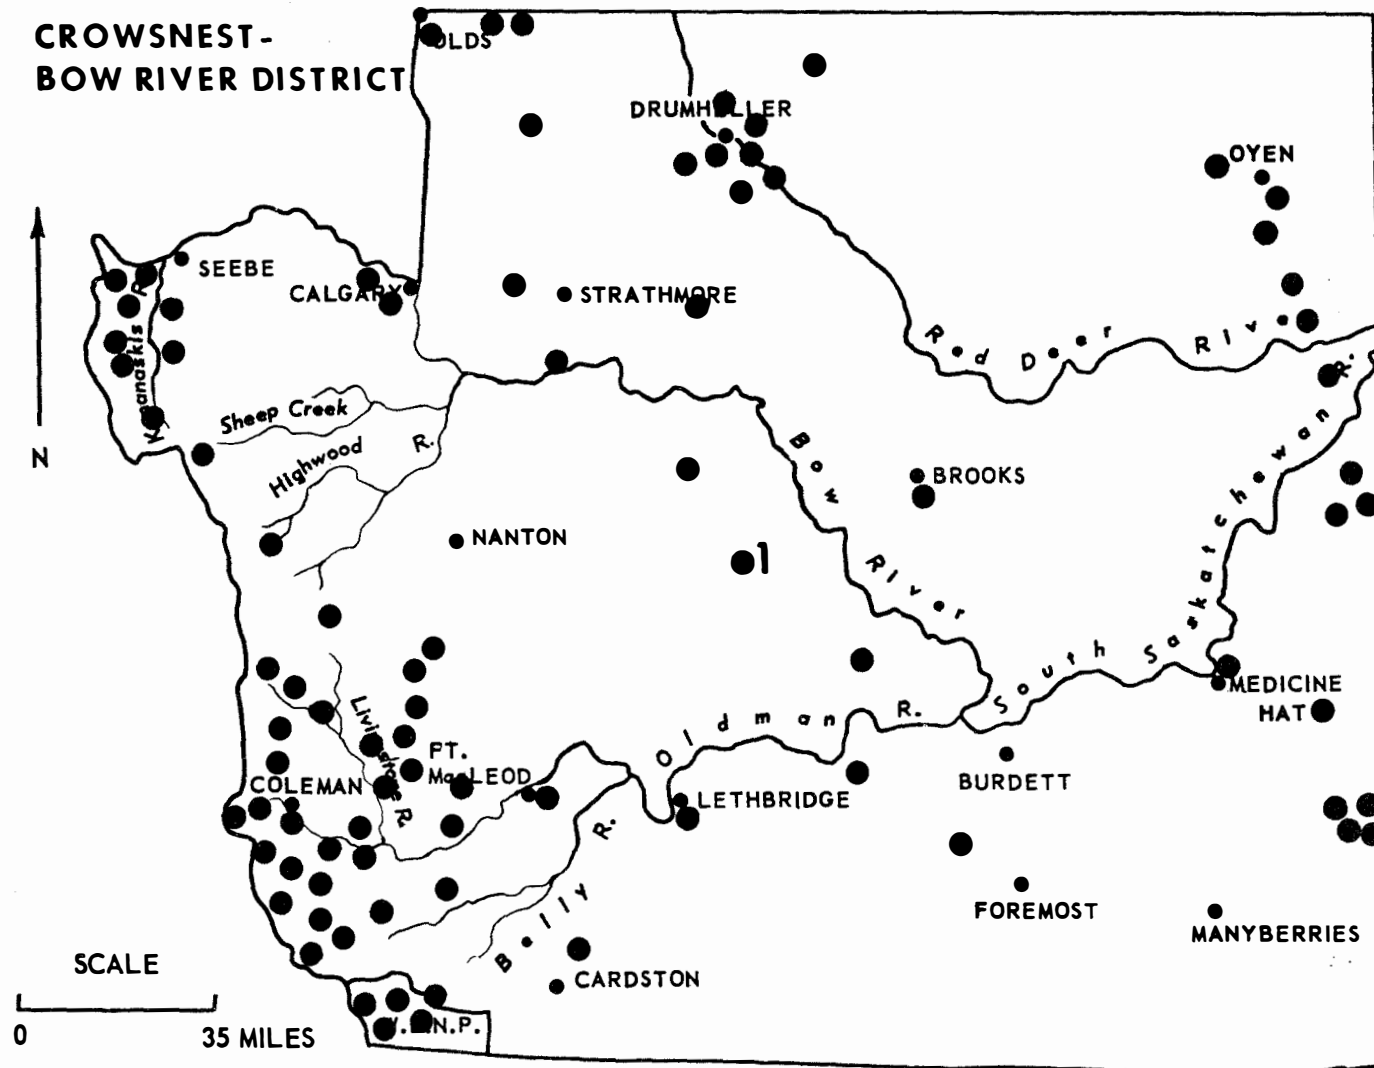 CROWSNEST-
BOW RIVER DISTRICT
OLDS
DRUMHELLER
OYEN
SEEBE
CALGARY
STRATHMORE
Red Deer River
Kananaskis R.
Sheep Creek
Highwood R.
N
NANTON
1
Bow River
BROOKS
South Saskatchewan R.
MEDICINE
HAT
Livingstone R.
FT.
MacLEOD
COLEMAN
Oldman R.
LETHBRIDGE
BURDETT
Belly R.
FOREMOST
MANYBERRIES
CARDSTON
SCALE
0 35 MILES